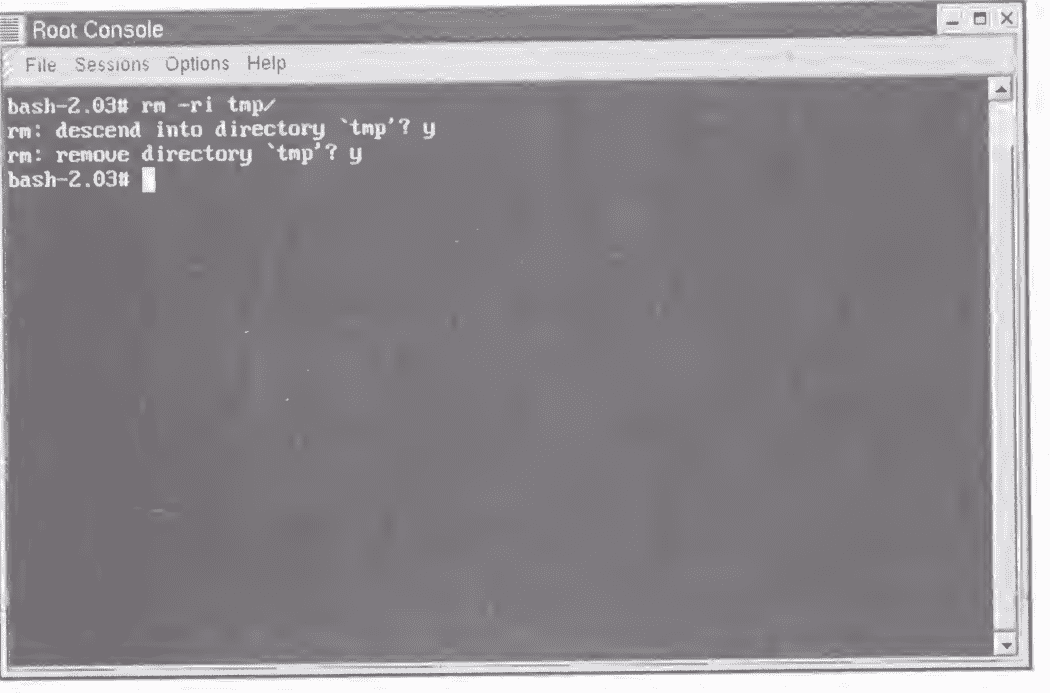 Root Console
File Sessions Options Help
bash-2.03# rm -ri tmp/
rm: descend into directory `tmp'? y
rm: remove directory `tmp'? y
bash-2.03#